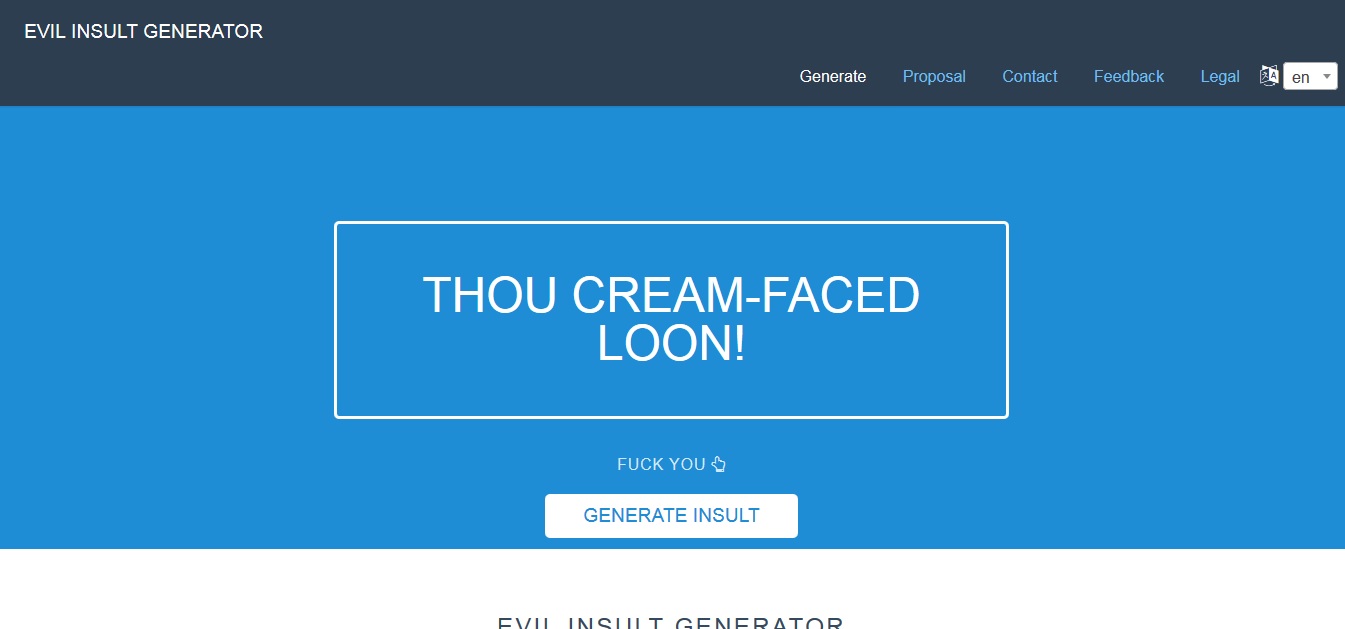 EVIL INSULT GENERATOR
Generate Proposal Contact Feedback Legal en
THOU CREAM-FACED
LOON!
FUCK YOU
GENERATE INSULT
EVIL INSULT GENERATOR